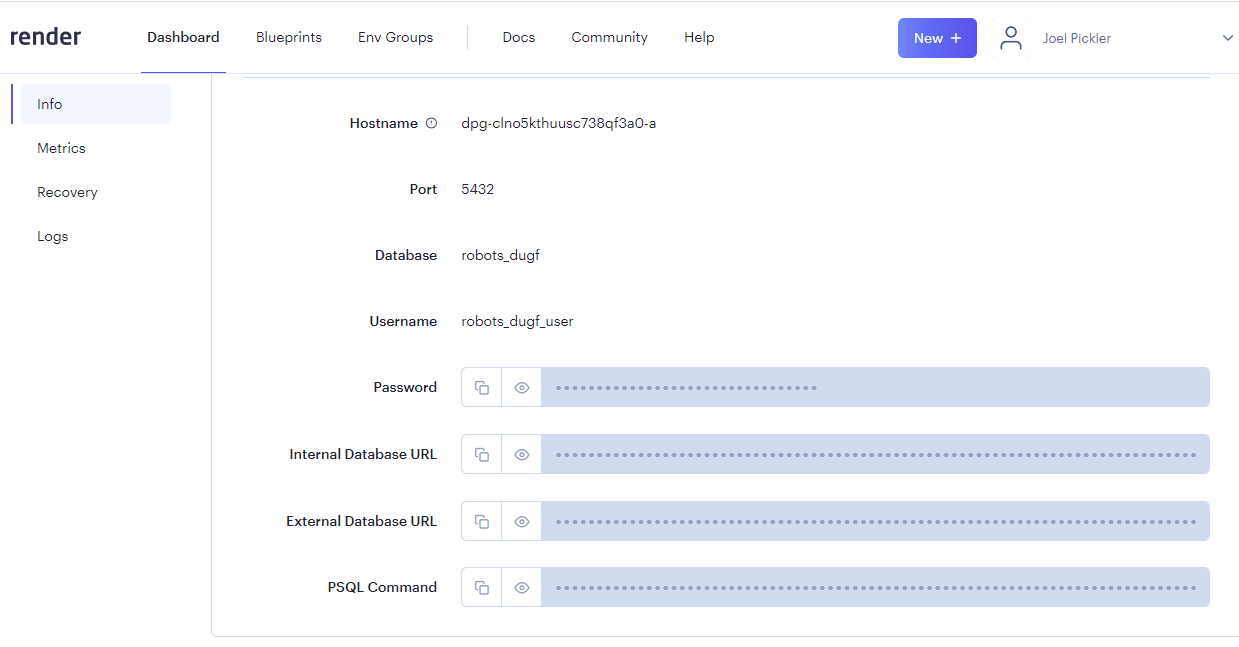 render
Dashboard
Blueprints
Env Groups
Docs
Community
Help
New +
Joel Pickler
Info
Metrics
Recovery
Logs
Hostname dpg-clno5kthuusc738qf3a0-a
Port 5432
Database robots_dugf
Username robots_dugf_user
Password
Internal Database URL
External Database URL
PSQL Command